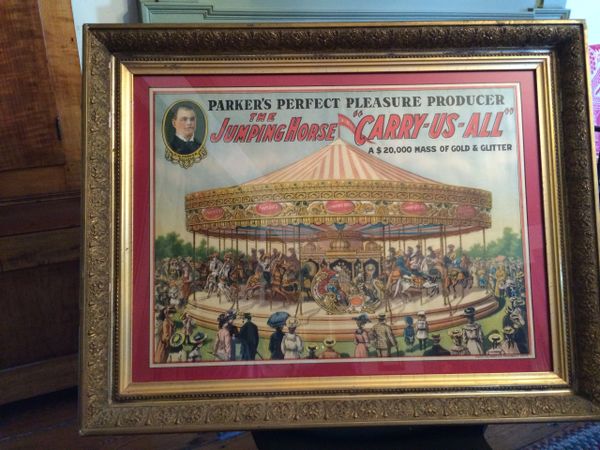 PARKER'S PERFECT PLEASURE PRODUCER
THE
JUMPING HORSE "CARRY-US-ALL"
A $20,000 MASS OF GOLD & GLITTER